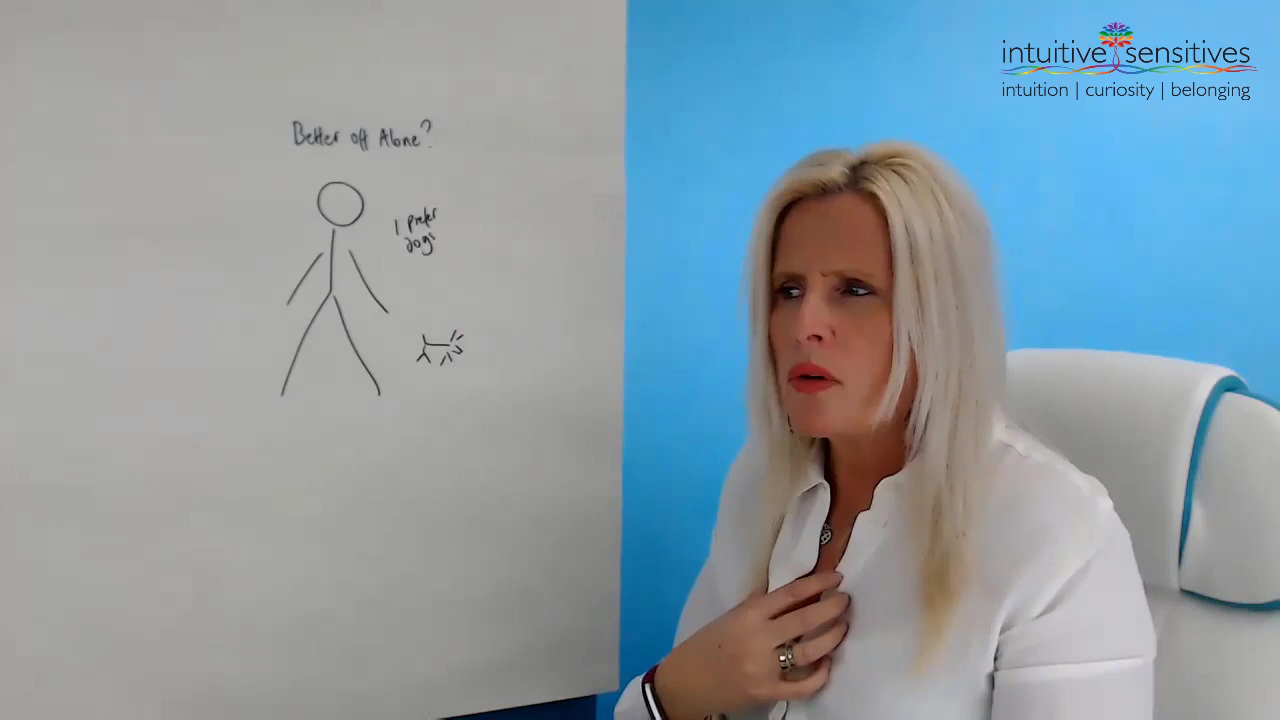 intuitive sensitives
intuition | curiosity | belonging
Better off Alone?
I prefer
dogs